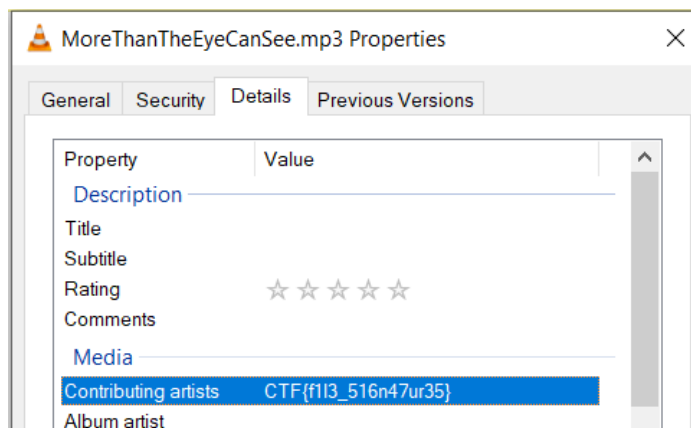 MoreThanTheEyeCanSee.mp3 Properties
General Security Details Previous Versions
Property Value
Description
Title
Subtitle
Rating
Comments
Media
Contributing artists CTF{f1l3_516n47ur35}
Album artist